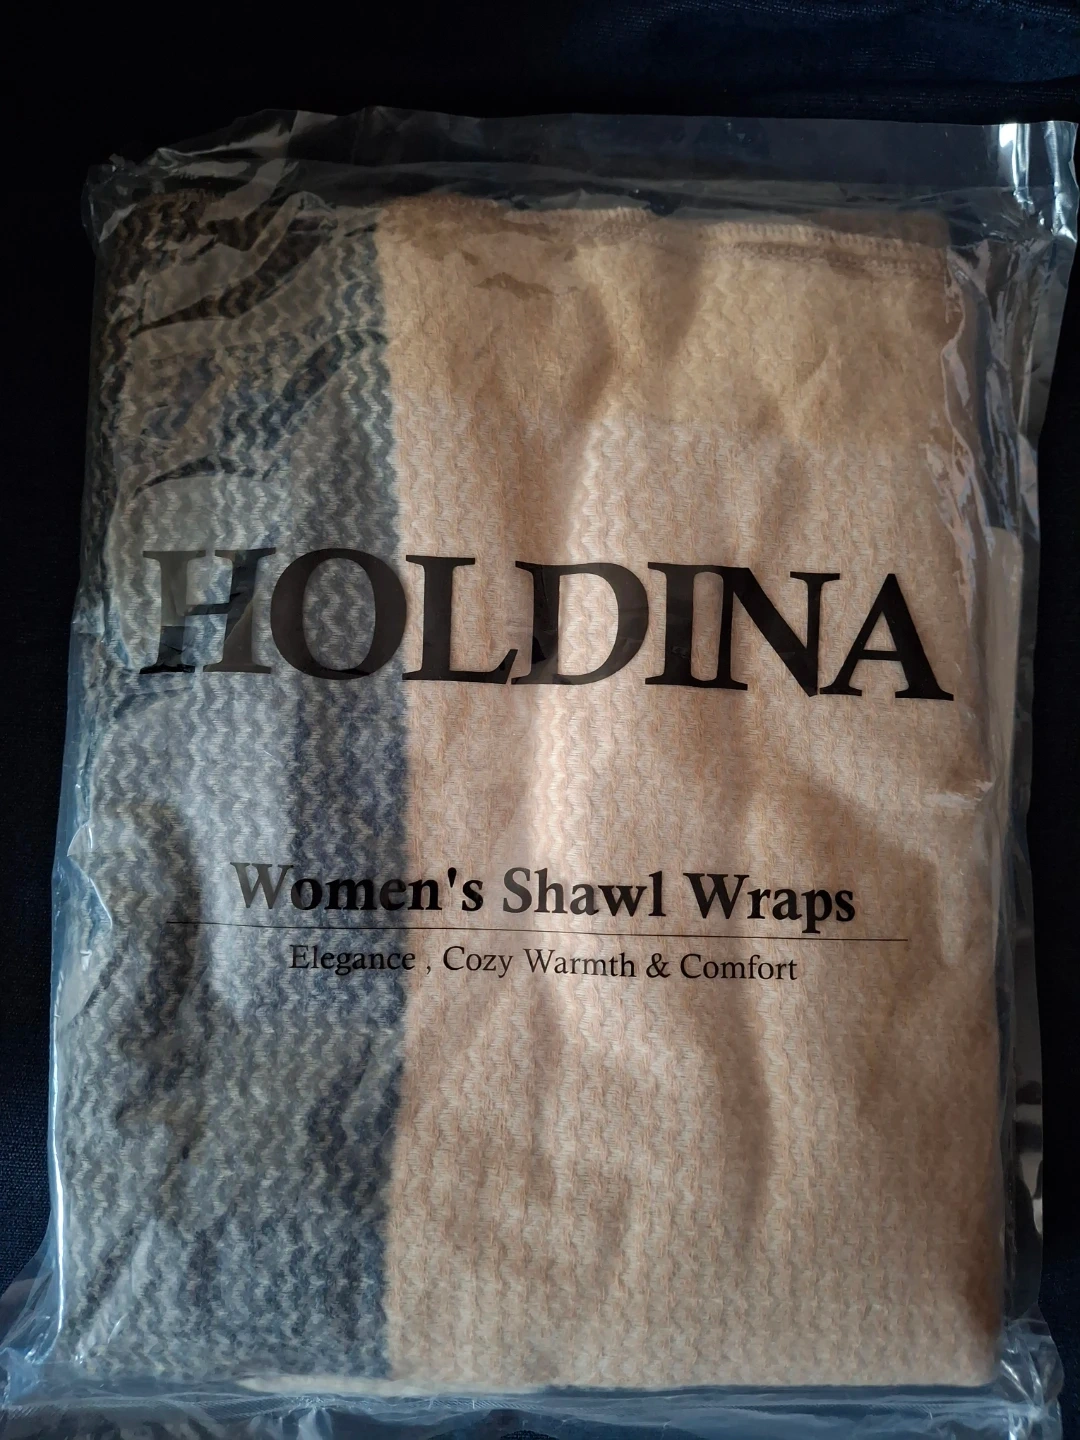 HOLDINA
Women's Shawl Wraps
Elegance , Cozy Warmth & Comfort